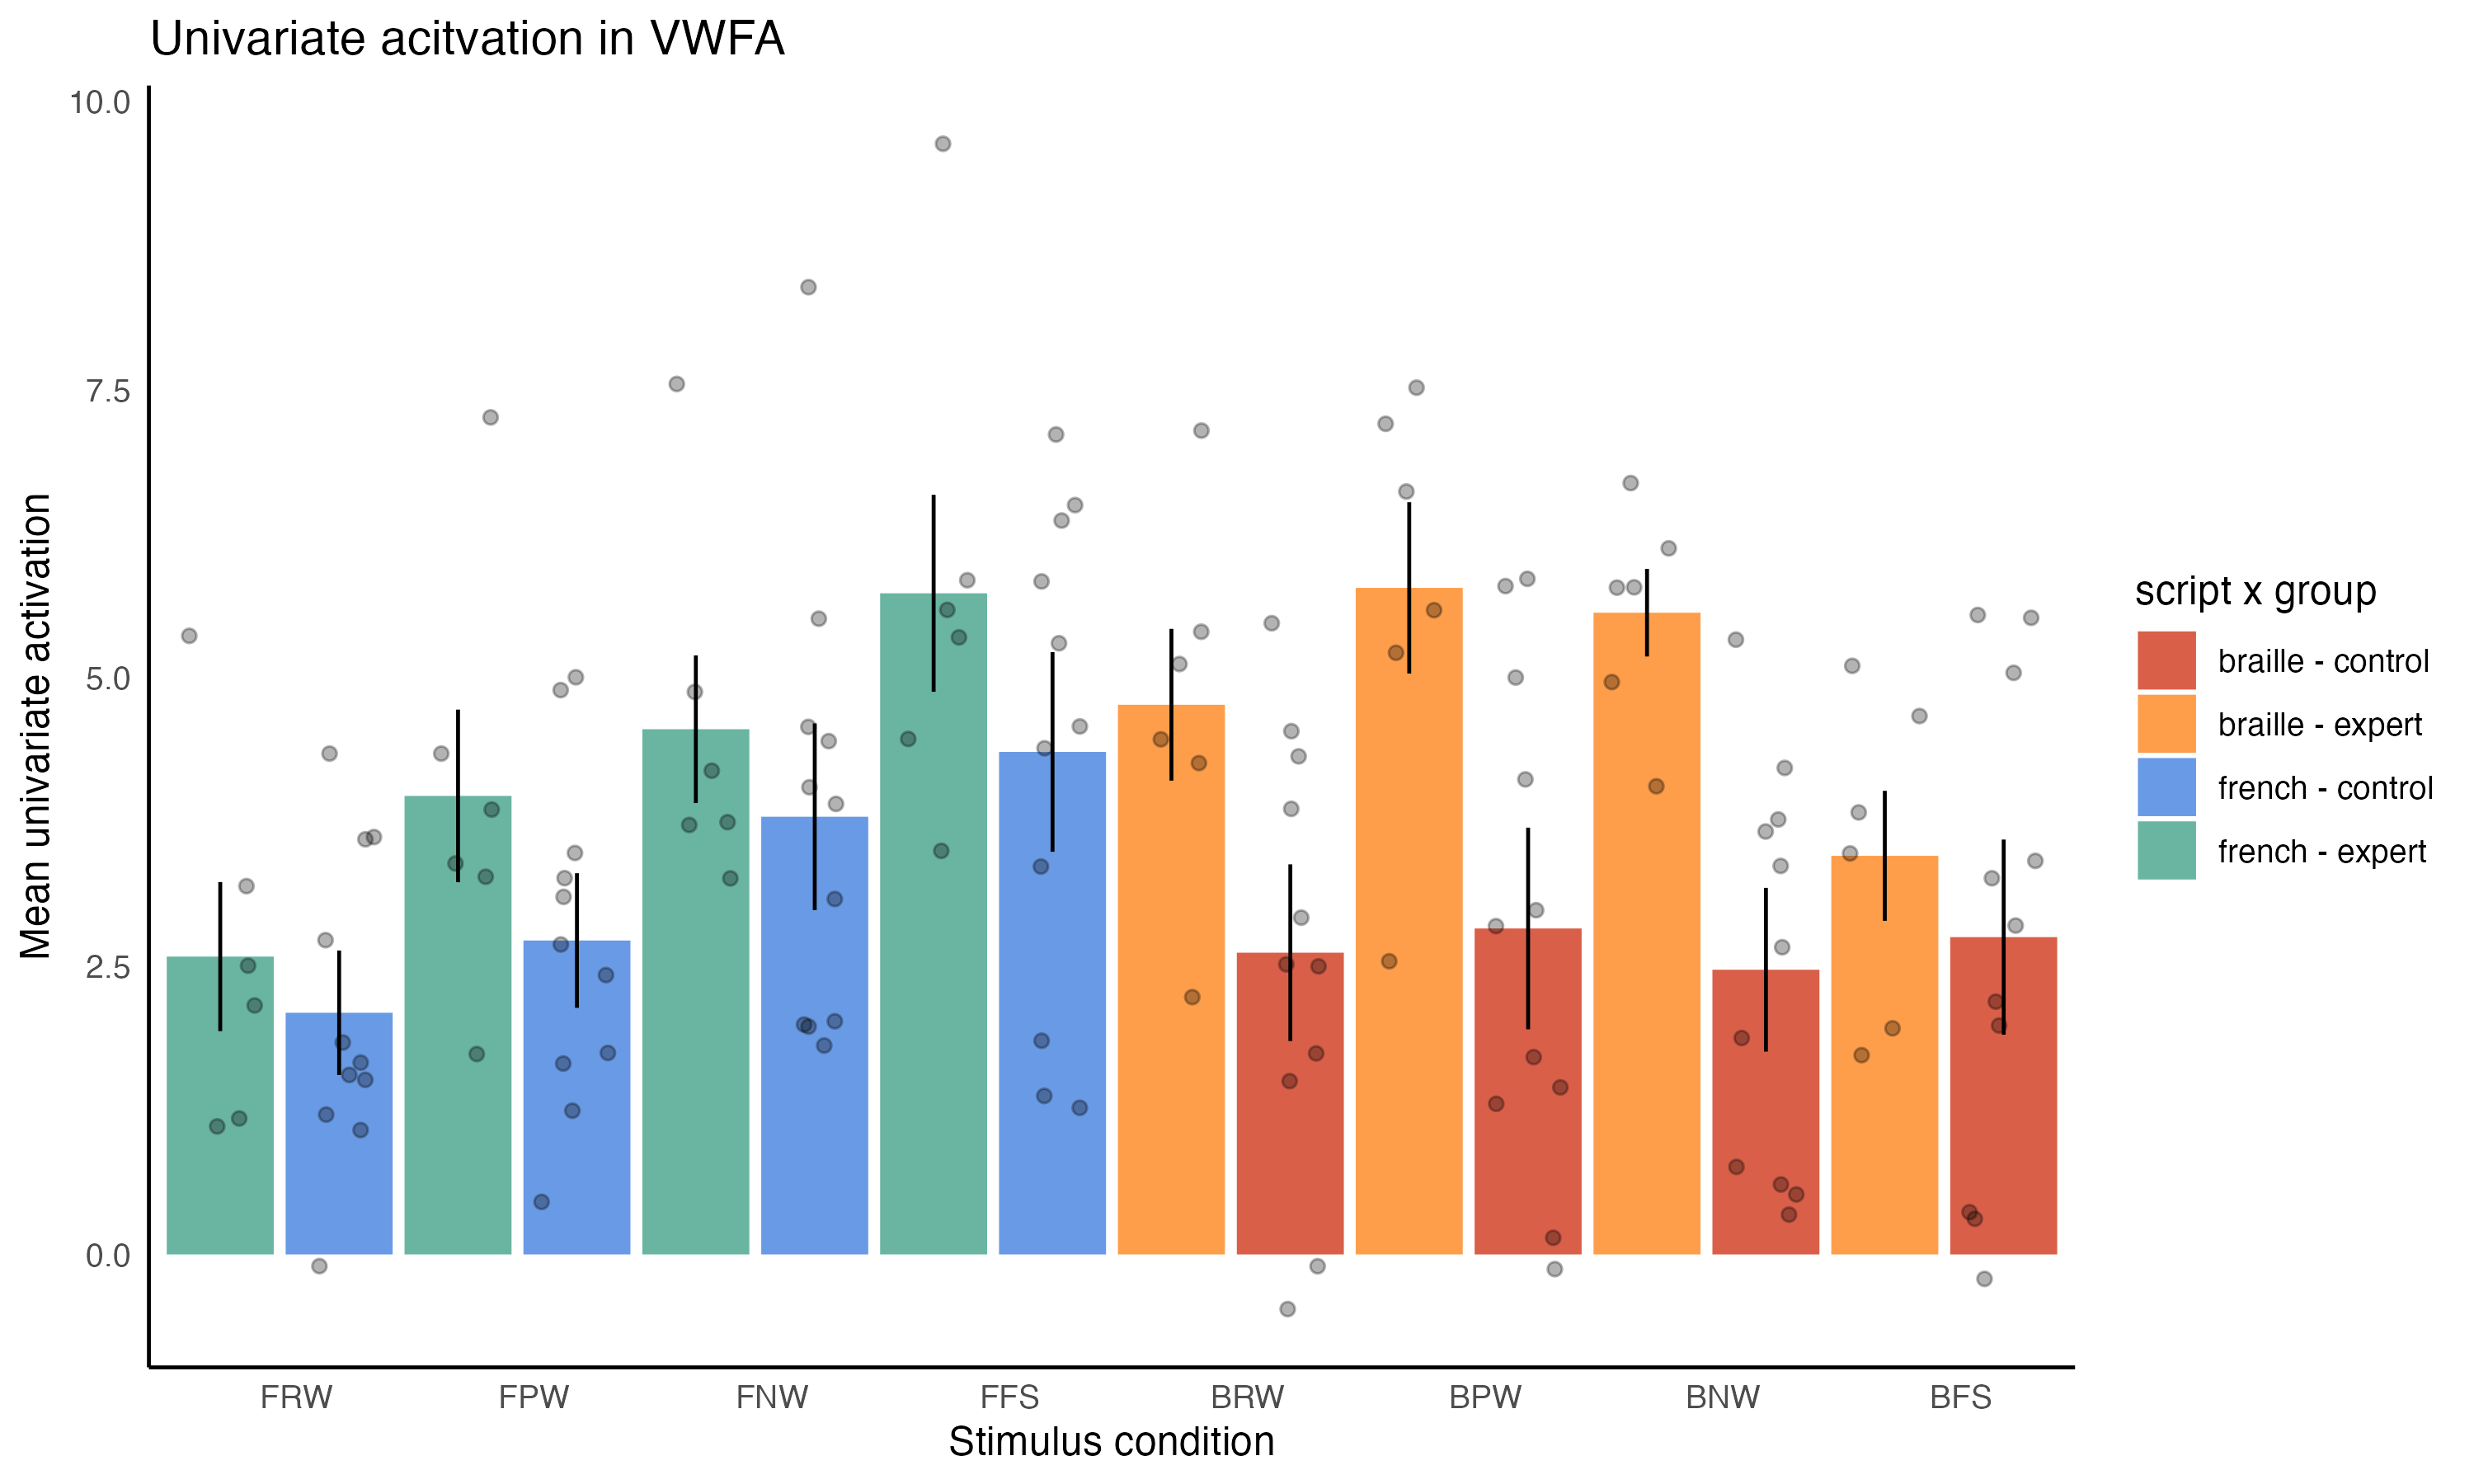 Univariate acitvation in VWFA
10.0
7.5
5.0
2.5
0.0
Mean univariate activation
FRW FPW FNW FFS BRW BPW BNW BFS
Stimulus condition
script x group
braille - control
braille - expert
french - control
french - expert